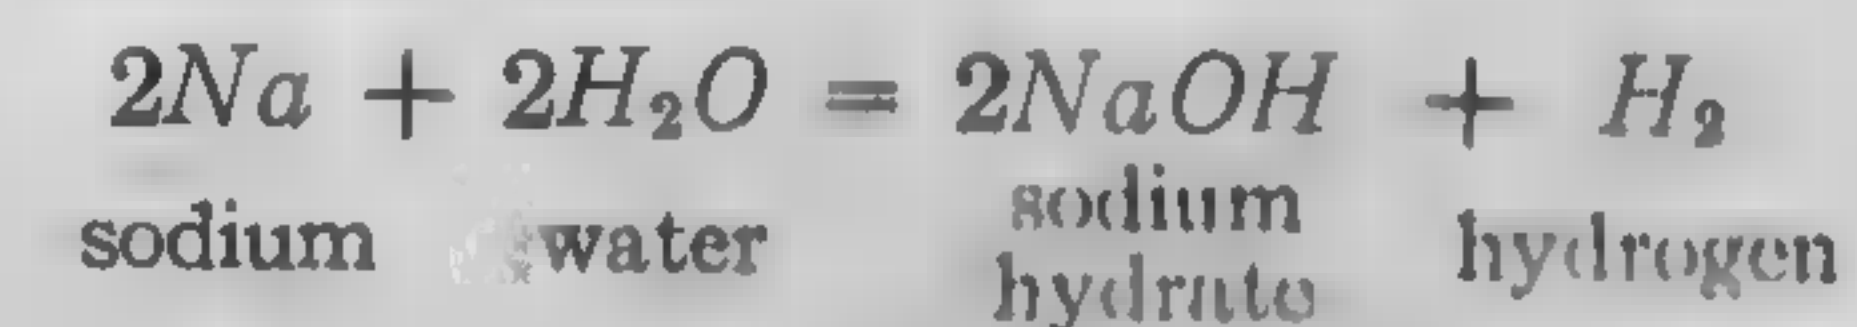 2Na + 2H₂O = 2NaOH + H₂
sodium water sodium hydrate hydrogen